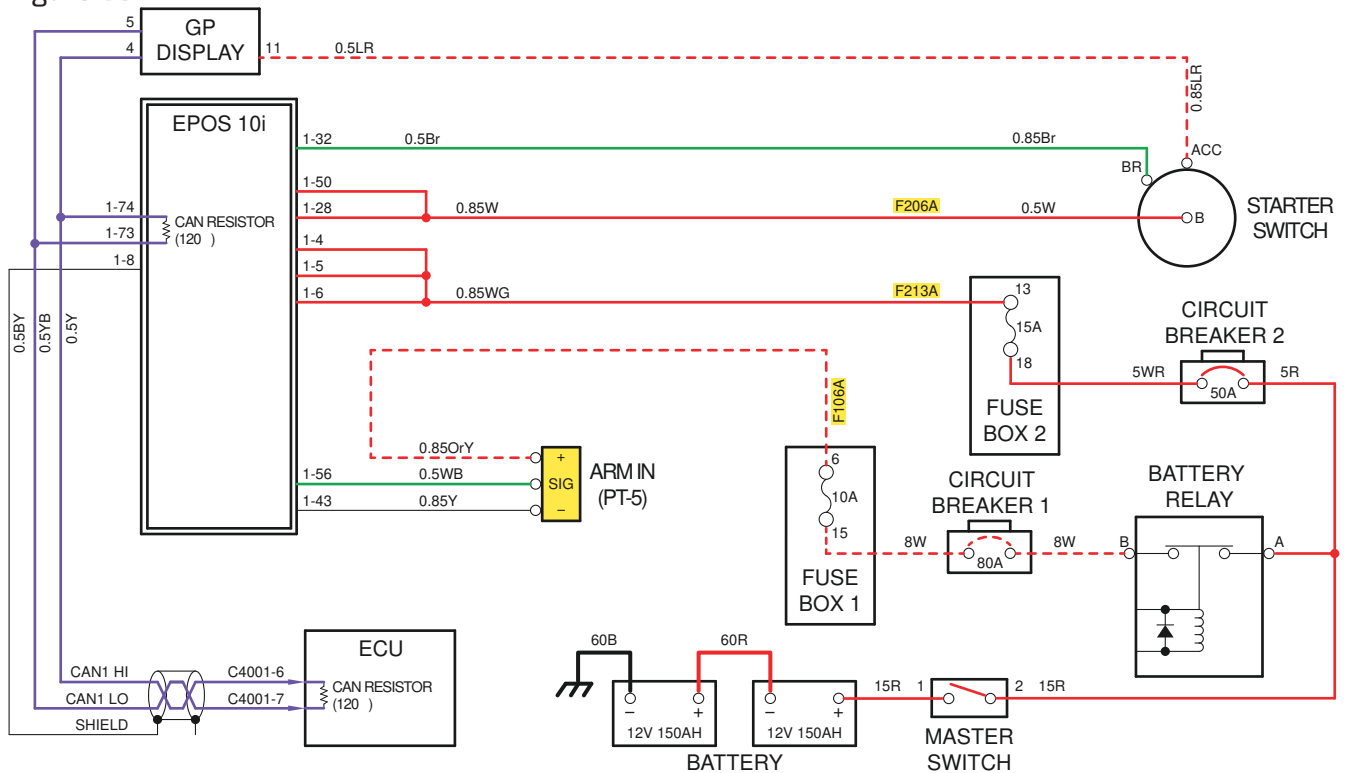 5
4
GP
DISPLAY
11
0.5LR
0.85LR
EPOS 10i
1-32
0.5Br
0.85Br
BR
ACC
1-50
1-28
0.85W
F206A
0.5W
B
STARTER
SWITCH
1-74
1-73
1-8
CAN RESISTOR
(120 )
1-4
1-5
1-6
0.85WG
F213A
13
15A
18
FUSE
BOX 2
CIRCUIT
BREAKER 2
5WR
50A
5R
0.5BY
0.5YB
0.5Y
F106A
0.85OrY
+
1-56
0.5WB
SIG
ARM IN
(PT-5)
1-43
0.85Y
–
6
10A
15
FUSE
BOX 1
CIRCUIT
BREAKER 1
8W
80A
8W
BATTERY
RELAY
B
A
ECU
CAN1 HI
C4001-6
CAN1 LO
C4001-7
SHIELD
CAN RESISTOR
(120 )
60B
60R
– +
12V 150AH
– +
12V 150AH
BATTERY
15R
1
2
15R
MASTER
SWITCH